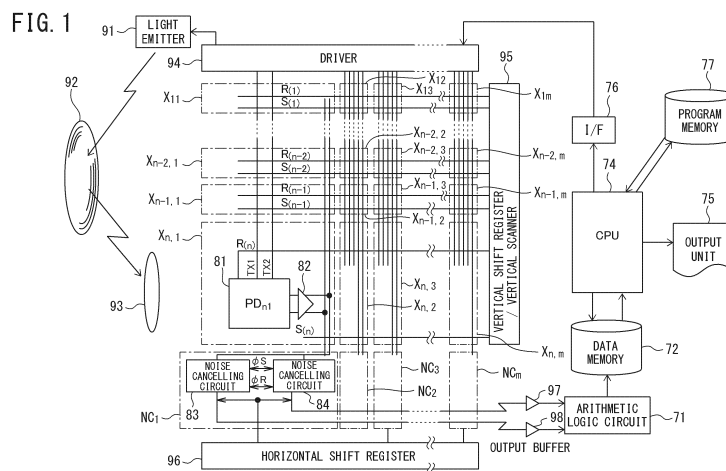 FIG. 1
91
LIGHT
EMITTER
94
DRIVER
95
77
PROGRAM
MEMORY
92
X11
R(1)
S(1)
X12
X13
X1m
76
I/F
Xn-2,1
R(n-2)
S(n-2)
Xn-2,2
Xn-2,3
Xn-2,m
74
CPU
75
OUTPUT
UNIT
Xn-1,1
R(n-1)
S(n-1)
Xn-1,3
Xn-1,2
Xn-1,m
VERTICAL SHIFT REGISTER
/ VERTICAL SCANNER
Xn,1
R(n)
TX1
TX2
81
82
PDn1
S(n)
Xn,3
Xn,2
Xn,m
93
DATA
MEMORY
72
NOISE
CANCELLING
CIRCUIT
ϕS
ϕR
NOISE
CANCELLING
CIRCUIT
83
84
NC1
NC3
NC2
NCm
97
98
OUTPUT BUFFER
ARITHMETIC
LOGIC CIRCUIT
71
96
HORIZONTAL SHIFT REGISTER